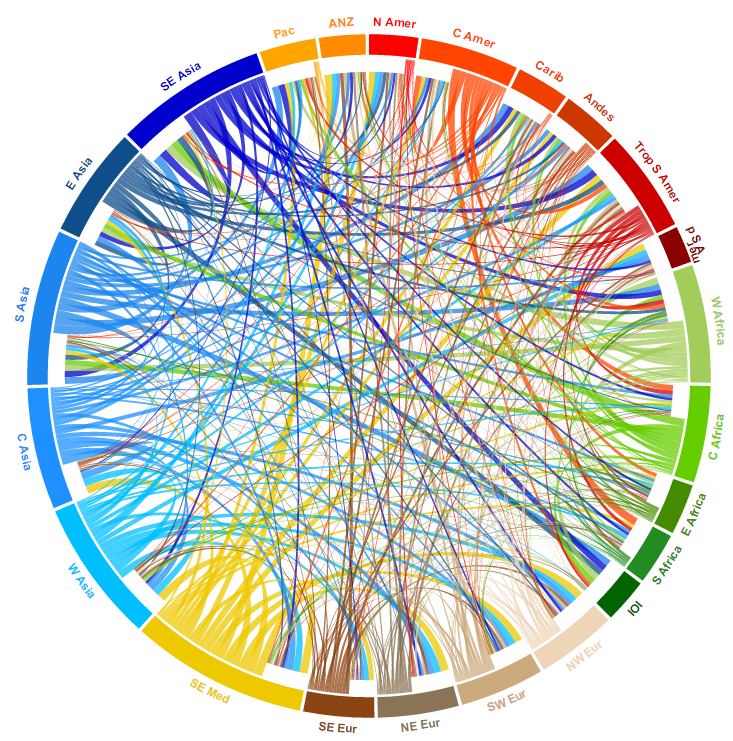 N Amer
C Amer
Carib
Andes
Trop S Amer
W Africa
C Africa
E Africa
S Africa
IOI
NW Eur
SW Eur
NE Eur
SE Eur
SE Med
W Asia
C Asia
S Asia
E Asia
SE Asia
Pac
ANZ